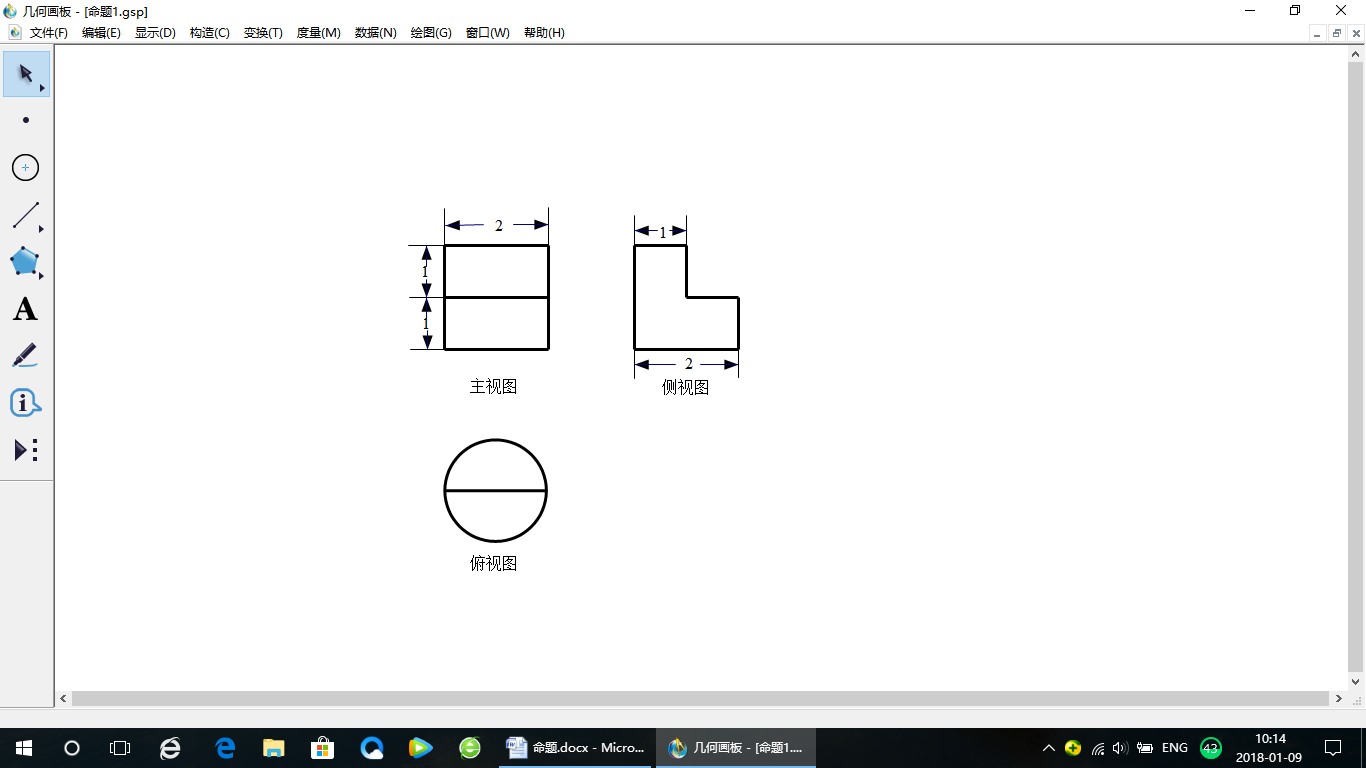 几何画板 - [命题1.gsp]
文件(F) 编辑(E) 显示(D) 构造(C) 变换(T) 度量(M) 数据(N) 绘图(G) 窗口(W) 帮助(H)
A
2
1
1
1
2
主视图
侧视图
俯视图
命题.docx - Micro...
几何画板 - [命题1....
ENG
43
10:14
2018-01-09